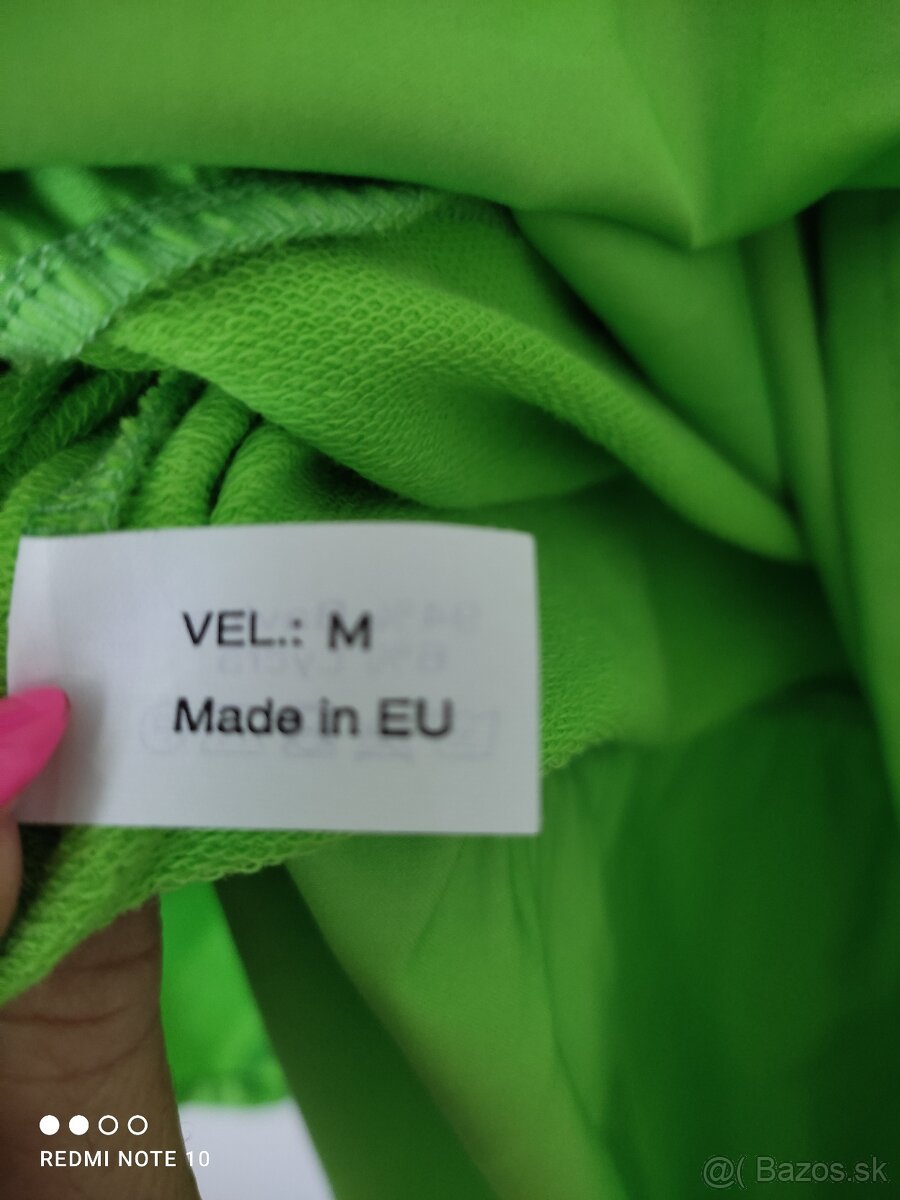 VEL.: M
Made in EU
REDMI NOTE 10
@( Bazos.sk